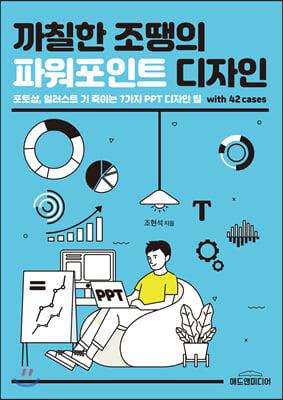 까칠한 조땡의
파워포인트 디자인
포토샵, 일러스트 기 죽이는 7가지 PPT 디자인 팁 with 42 cases
조현석 지음
T
PPT
애드앤미디어